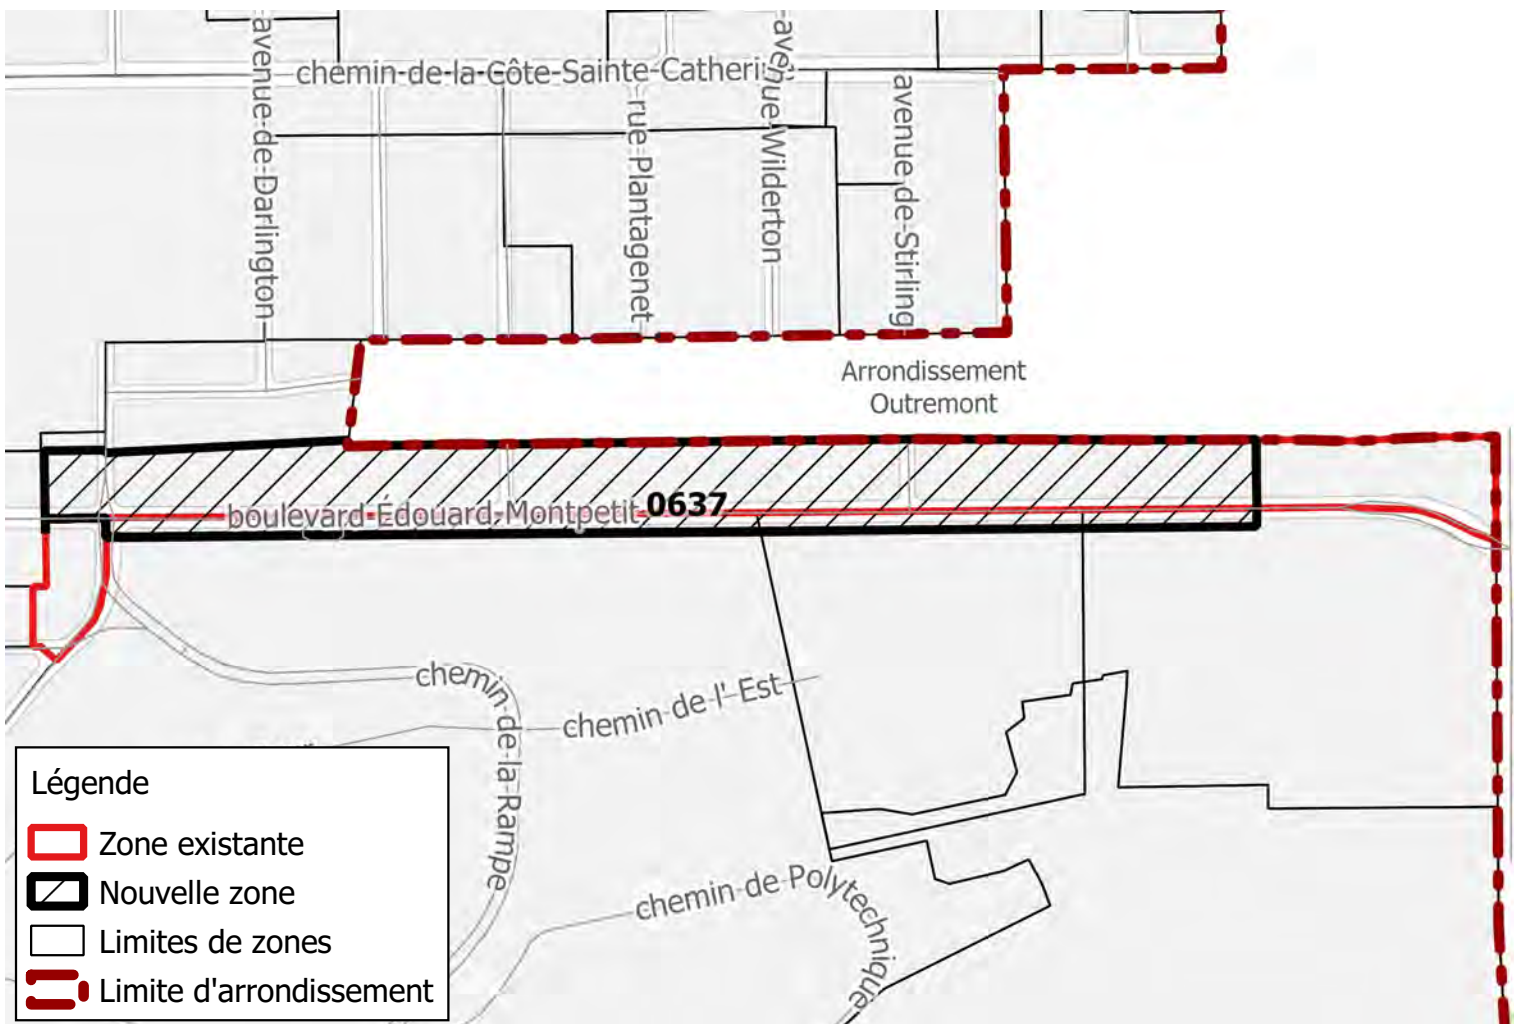 avenue-de-Darlington
chemin-de-la-Côte-Sainte-Catherine
rue-Plantagenet
avenue-Wilderton
avenue-de-Stirling
Arrondissement
Outremont
boulevard-Édouard-Montpetit
0637
chemin-de-la-Rampe
chemin-de-l'-Est
chemin-de-Polytechnique
Légende
Zone existante
Nouvelle zone
Limites de zones
Limite d'arrondissement